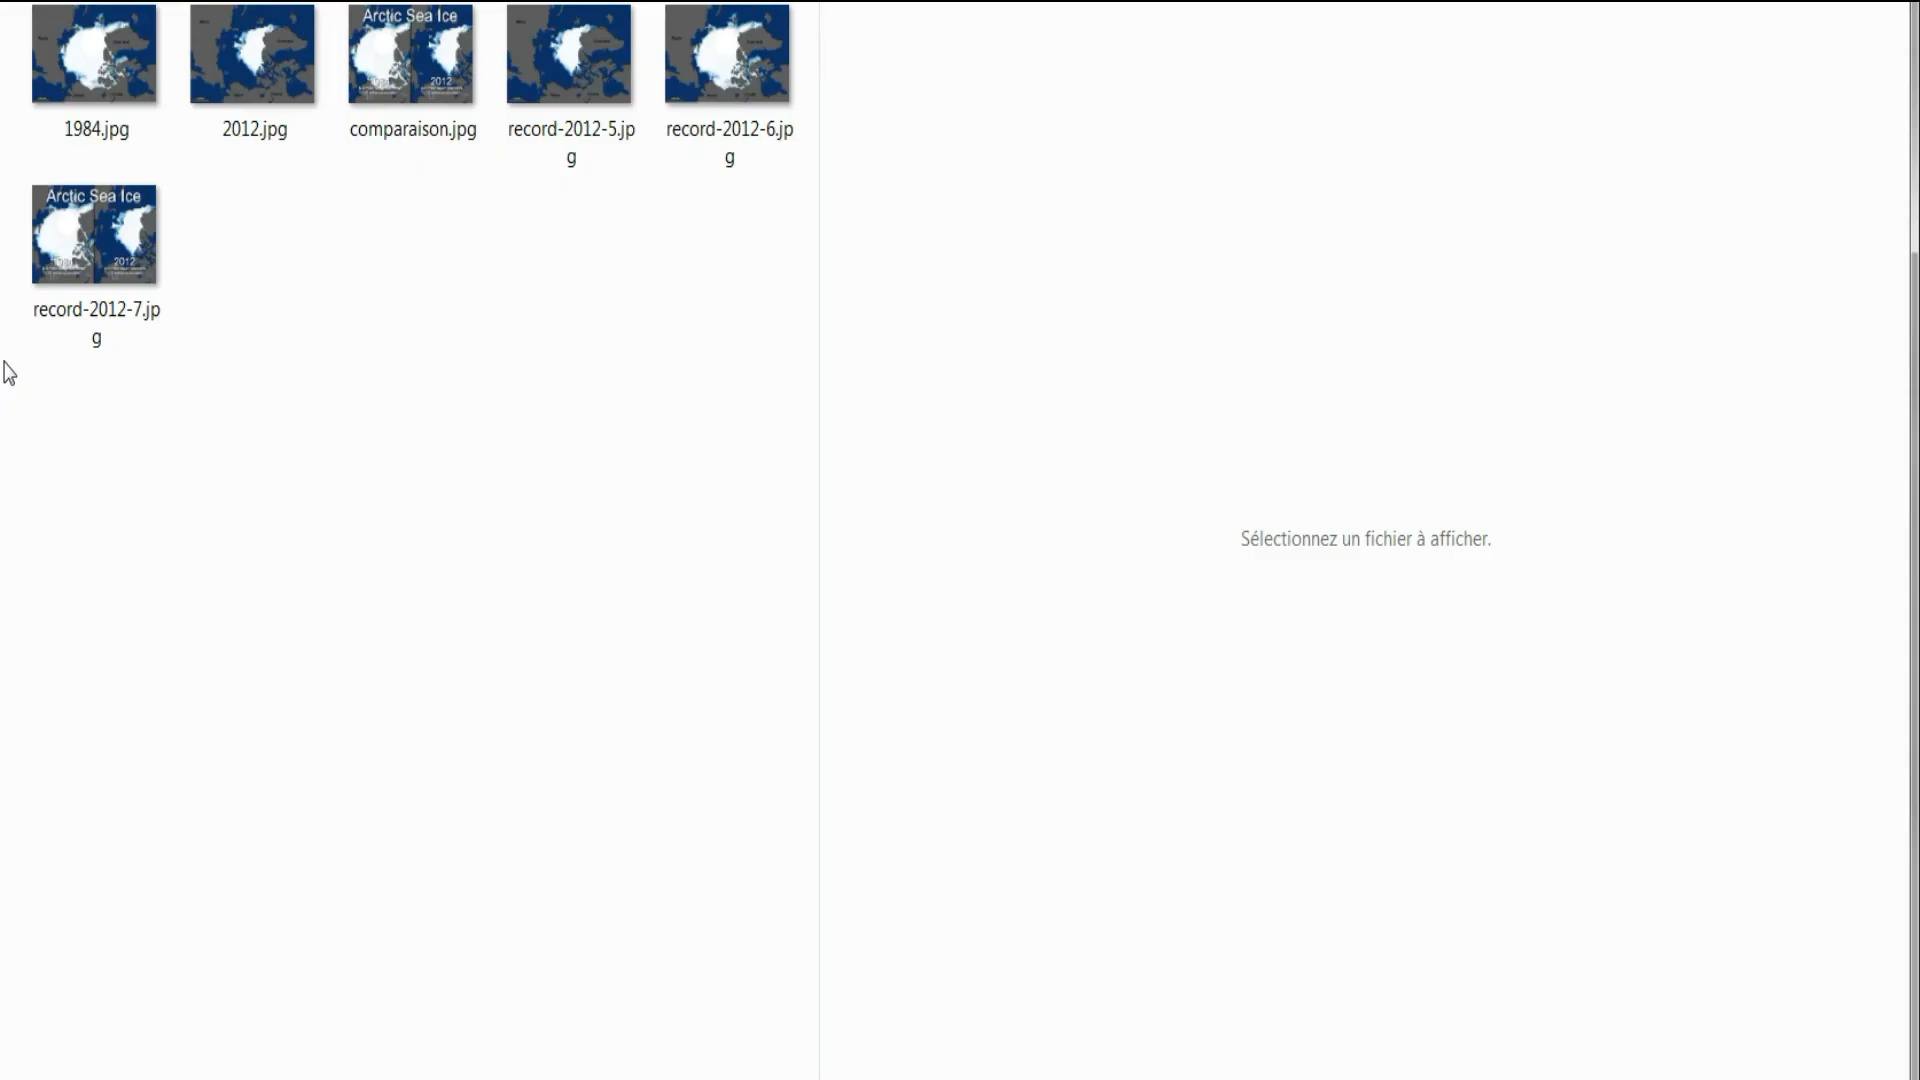 Arctic Sea Ice
2012
1984.jpg
2012.jpg
comparaison.jpg
record-2012-5.jp
g
record-2012-6.jp
g
Arctic Sea Ice
2012
record-2012-7.jp
g
Sélectionnez un fichier à afficher.